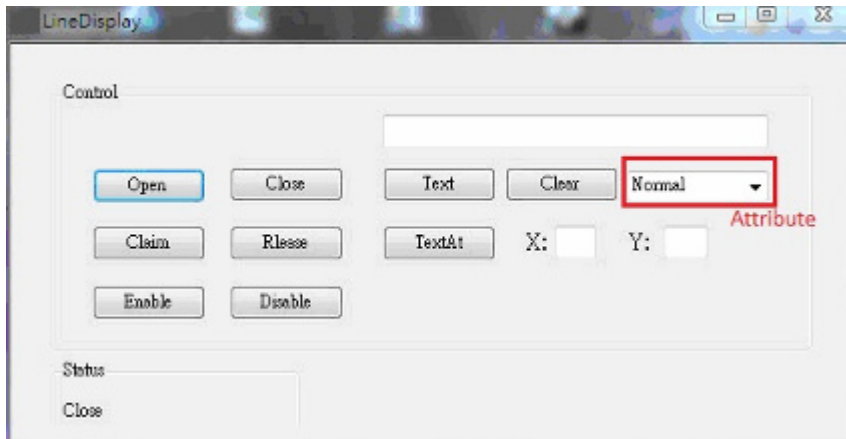 LineDisplay
Control
Open Close Text Clear Normal
Attribute
Claim Rlease TextAt X: Y:
Enable Disable
Status
Close